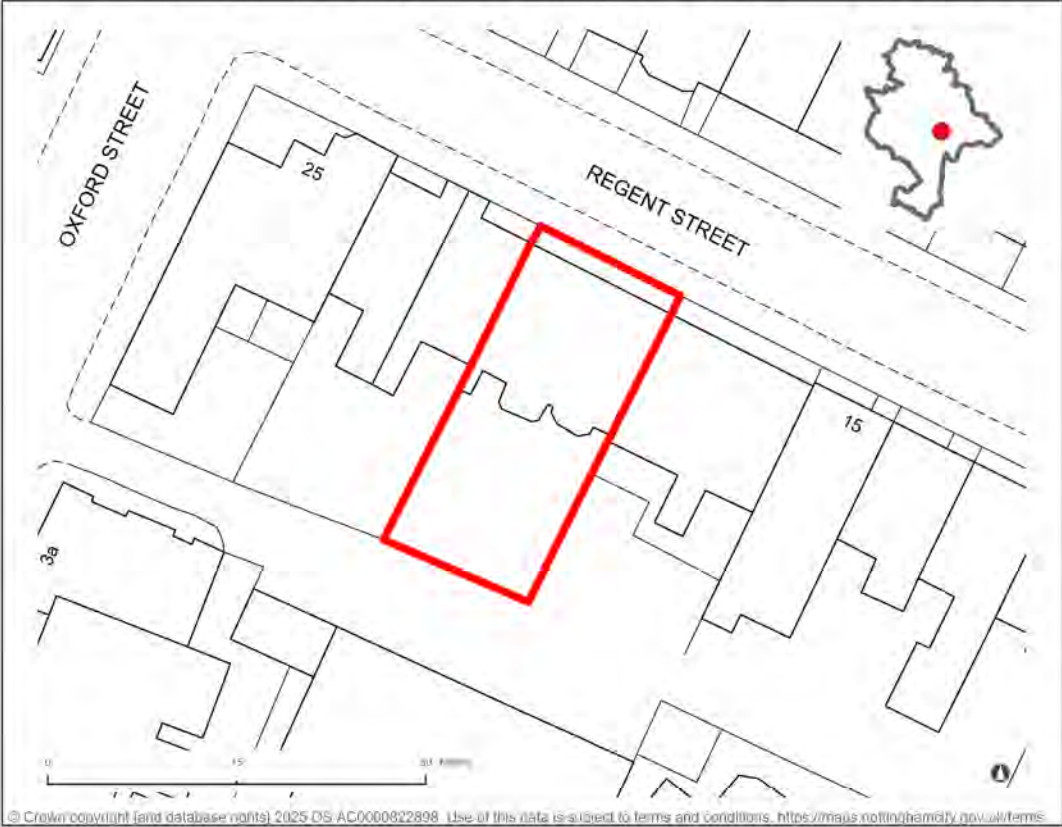 OXFORD STREET
25
REGENT STREET
15
3a
0 15 30 Meters
© Crown copyright [and database rights] 2025 OS AC0000822898. Use of this data is subject to terms and conditions. https://maps.nottinghamcity.gov.uk/terms